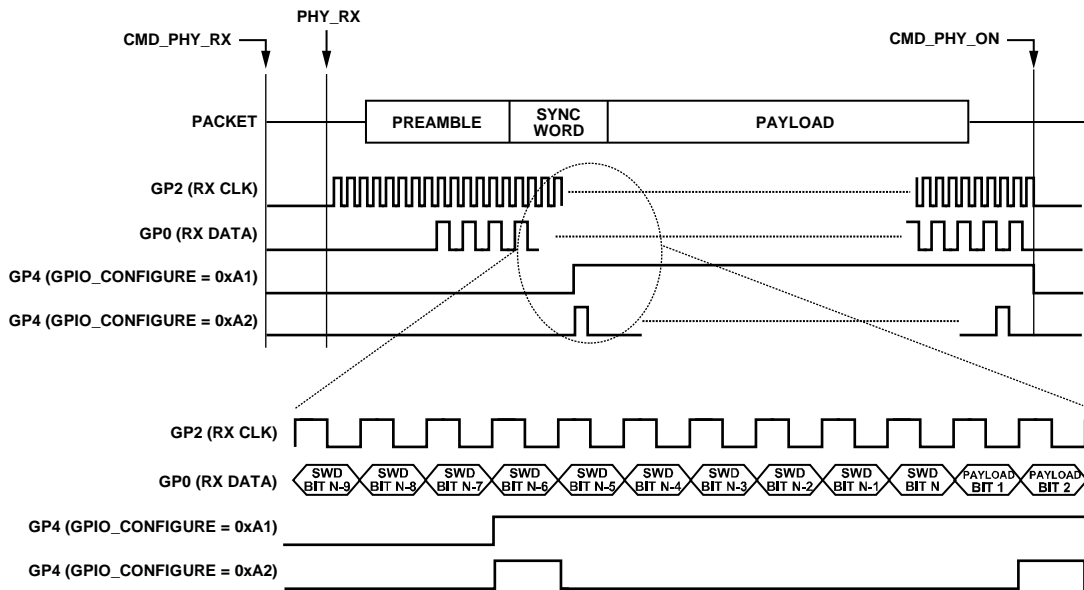 PHY_RX
CMD_PHY_RX
CMD_PHY_ON
PACKET
PREAMBLE
SYNC
WORD
PAYLOAD
GP2 (RX CLK)
GP0 (RX DATA)
GP4 (GPIO_CONFIGURE = 0xA1)
GP4 (GPIO_CONFIGURE = 0xA2)
GP2 (RX CLK)
GP0 (RX DATA)
SWD
BIT N-9
SWD
BIT N-8
SWD
BIT N-7
SWD
BIT N-6
SWD
BIT N-5
SWD
BIT N-4
SWD
BIT N-3
SWD
BIT N-2
SWD
BIT N-1
SWD
BIT N
PAYLOAD
BIT 1
PAYLOAD
BIT 2
GP4 (GPIO_CONFIGURE = 0xA1)
GP4 (GPIO_CONFIGURE = 0xA2)